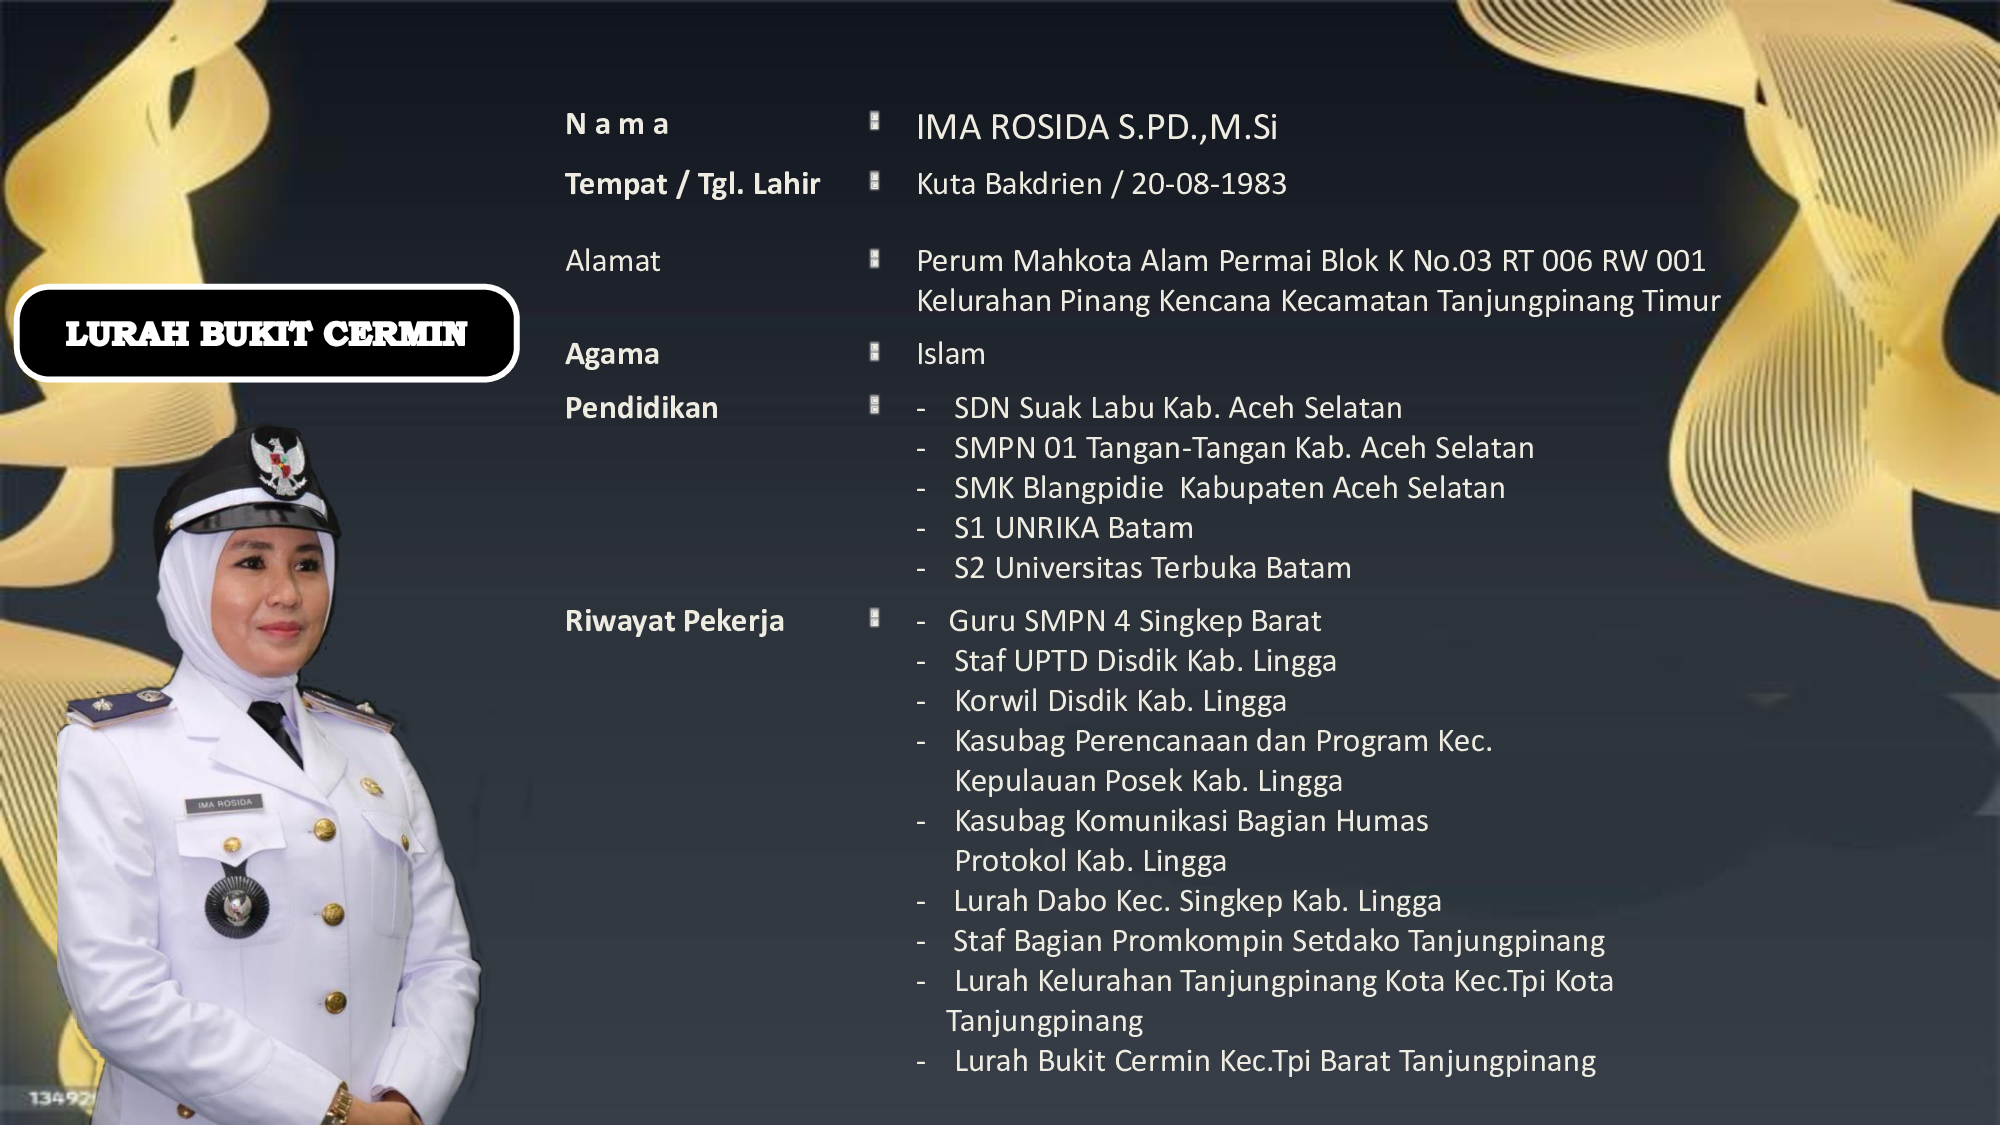 N a m a : IMA ROSIDA S.PD.,M.Si
Tempat / Tgl. Lahir : Kuta Bakdrien / 20-08-1983
Alamat : Perum Mahkota Alam Permai Blok K No.03 RT 006 RW 001
Kelurahan Pinang Kencana Kecamatan Tanjungpinang Timur
LURAH BUKIT CERMIN
Agama : Islam
Pendidikan : - SDN Suak Labu Kab. Aceh Selatan
- SMPN 01 Tangan-Tangan Kab. Aceh Selatan
- SMK Blangpidie Kabupaten Aceh Selatan
- S1 UNRIKA Batam
- S2 Universitas Terbuka Batam
Riwayat Pekerja : - Guru SMPN 4 Singkep Barat
- Staf UPTD Disdik Kab. Lingga
- Korwil Disdik Kab. Lingga
- Kasubag Perencanaan dan Program Kec.
Kepulauan Posek Kab. Lingga
- Kasubag Komunikasi Bagian Humas
Protokol Kab. Lingga
- Lurah Dabo Kec. Singkep Kab. Lingga
- Staf Bagian Promkompin Setdako Tanjungpinang
- Lurah Kelurahan Tanjungpinang Kota Kec.Tpi Kota
Tanjungpinang
- Lurah Bukit Cermin Kec.Tpi Barat Tanjungpinang
IMA ROSIDA